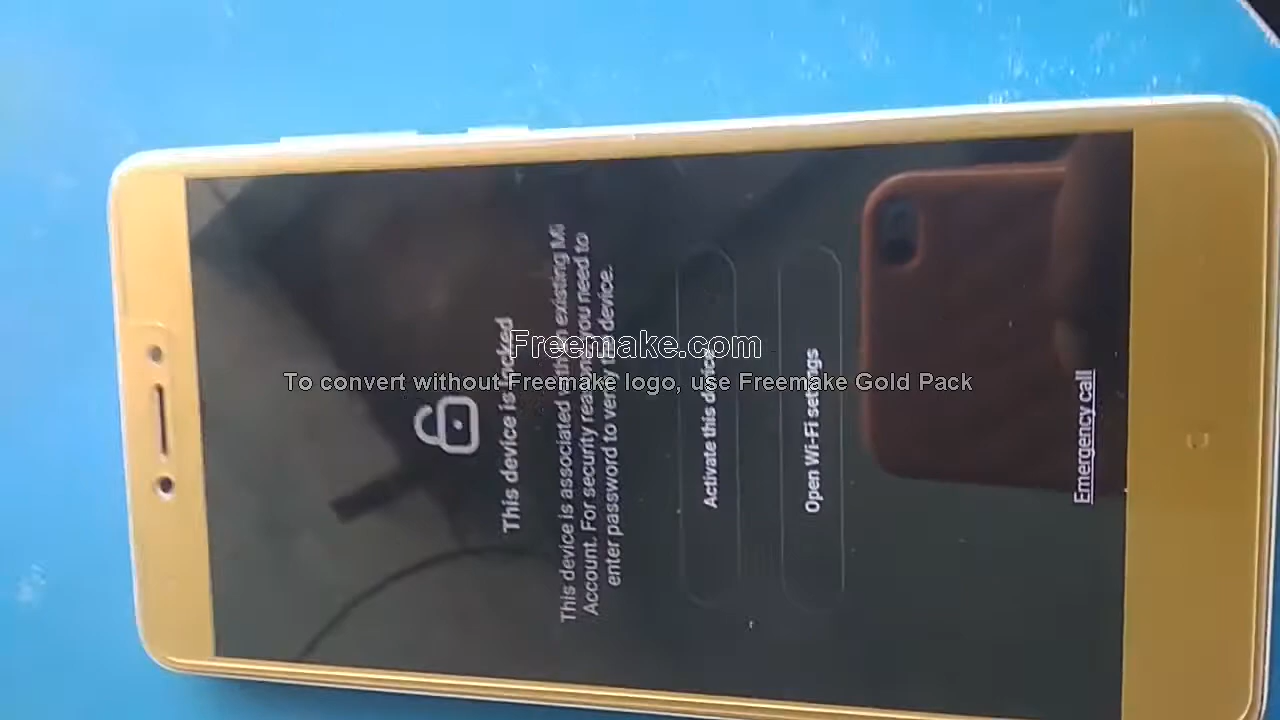 This device is locked
This device is associated with an existing Mi
Account. For security reasons, you need to
enter password to verify the device.
Activate this device
Open Wi-Fi settings
Emergency call
Freemake.com
To convert without Freemake logo, use Freemake Gold Pack